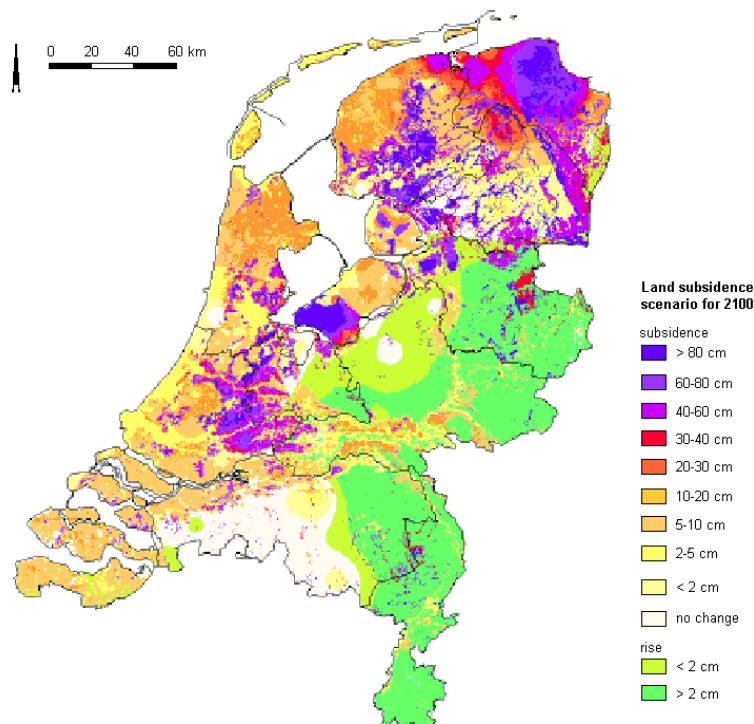 0 20 40 60 km
Land subsidence
scenario for 2100
subsidence
> 80 cm
60-80 cm
40-60 cm
30-40 cm
20-30 cm
10-20 cm
5-10 cm
2-5 cm
< 2 cm
no change
rise
< 2 cm
> 2 cm